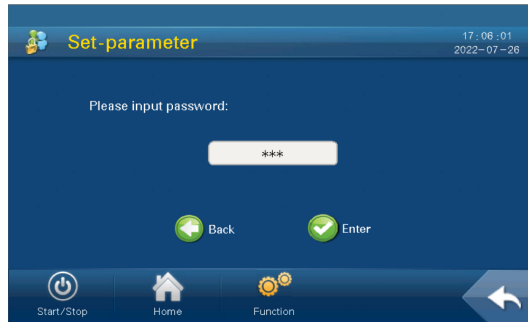 Set-parameter
17:06:01
2022-07-26
Please input password:
***
Back
Enter
Start/Stop
Home
Function